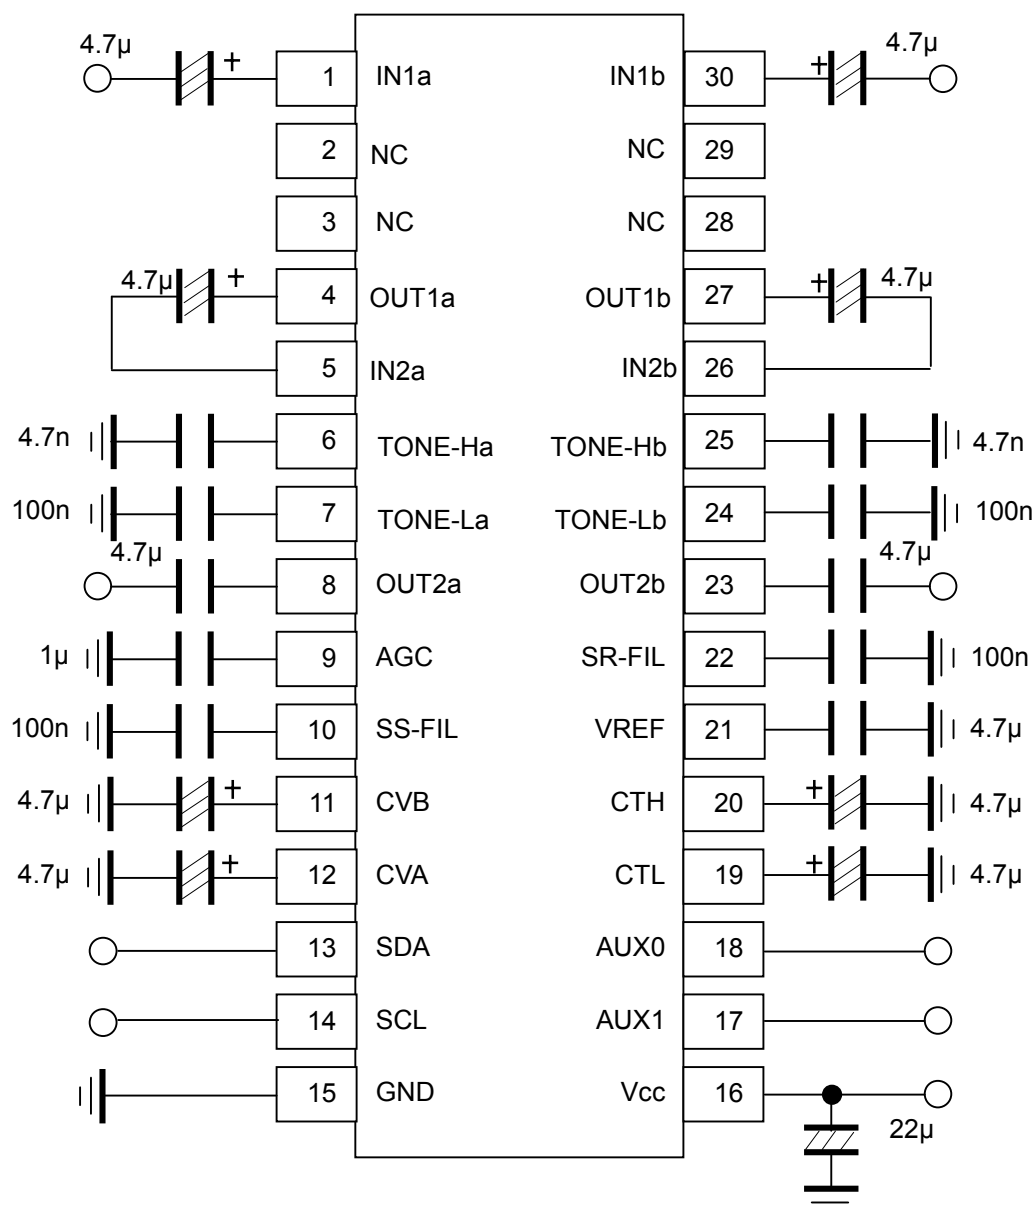 4.7µ + 1 IN1a IN1b 30 + 4.7µ
2 NC NC 29
3 NC NC 28
4.7µ + 4 OUT1a OUT1b 27 + 4.7µ
5 IN2a IN2b 26
4.7n 6 TONE-Ha TONE-Hb 25 4.7n
100n 7 TONE-La TONE-Lb 24 100n
4.7µ 8 OUT2a OUT2b 23 4.7µ
1µ 9 AGC SR-FIL 22 100n
100n 10 SS-FIL VREF 21 4.7µ
4.7µ + 11 CVB CTH 20 + 4.7µ
4.7µ + 12 CVA CTL 19 + 4.7µ
13 SDA AUX0 18
14 SCL AUX1 17
15 GND Vcc 16
22µ